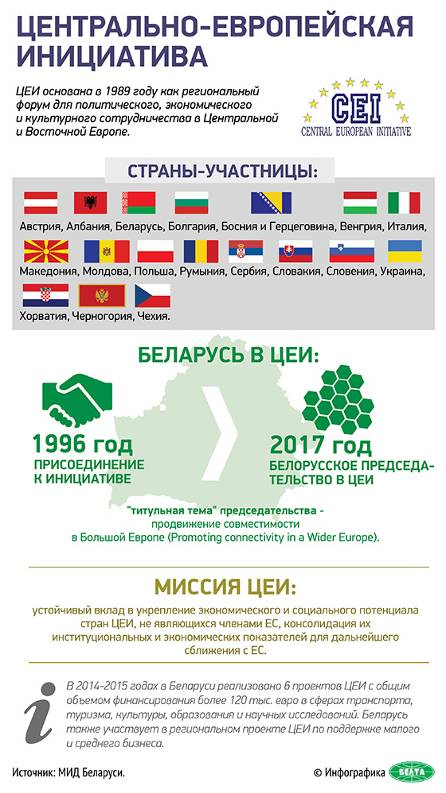 ЦЕНТРАЛЬНО-ЕВРОПЕЙСКАЯ
ИНИЦИАТИВА
ЦЕИ основана в 1989 году как региональный
форум для политического, экономического
и культурного сотрудничества в Центральной
и Восточной Европе.
CEI
CENTRAL EUROPEAN INITIATIVE
СТРАНЫ-УЧАСТНИЦЫ:
Австрия, Албания, Беларусь, Болгария, Босния и Герцеговина, Венгрия, Италия,
Македония, Молдова, Польша, Румыния, Сербия, Словакия, Словения, Украина,
Хорватия, Черногория, Чехия.
БЕЛАРУСЬ В ЦЕИ:
1996 год
ПРИСОЕДИНЕНИЕ
К ИНИЦИАТИВЕ
2017 год
БЕЛОРУССКОЕ ПРЕДСЕДА-
ТЕЛЬСТВО В ЦЕИ
"титульная тема" председательства -
продвижение совместимости
в Большой Европе (Promoting connectivity in a Wider Europe).
МИССИЯ ЦЕИ:
устойчивый вклад в укрепление экономического и социального потенциала
стран ЦЕИ, не являющихся членами ЕС, консолидация их
институциональных и экономических показателей для дальнейшего
сближения с ЕС.
i
В 2014-2015 годах в Беларуси реализовано 6 проектов ЦЕИ с общим
объемом финансирования более 120 тыс. евро в сферах транспорта,
туризма, культуры, образования и научных исследований. Беларусь
также участвует в региональном проекте ЦЕИ по поддержке малого
и среднего бизнеса.
Источник: МИД Беларуси.
© Инфографика БЕЛТА